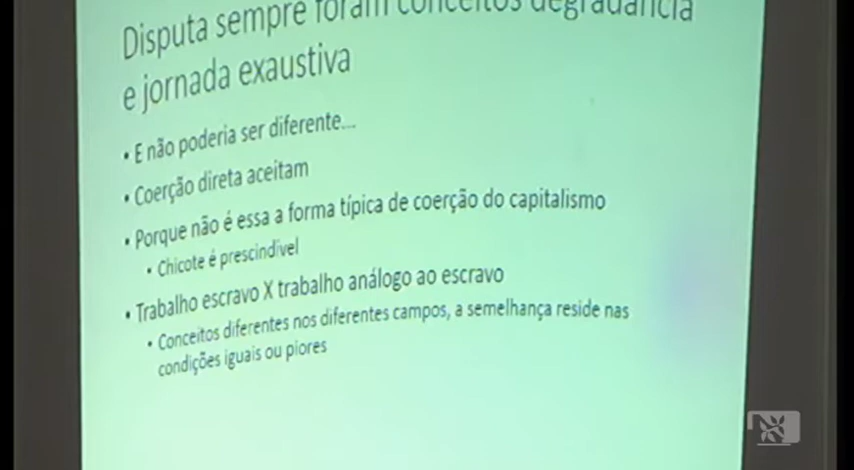 Disputa sempre foram conceitos degradância
e jornada exaustiva
• E não poderia ser diferente...
• Coerção direta aceitam
• Porque não é essa a forma típica de coerção do capitalismo
• Chicote é prescindível
• Trabalho escravo X trabalho análogo ao escravo
• Conceitos diferentes nos diferentes campos, a semelhança reside nas
condições iguais ou piores